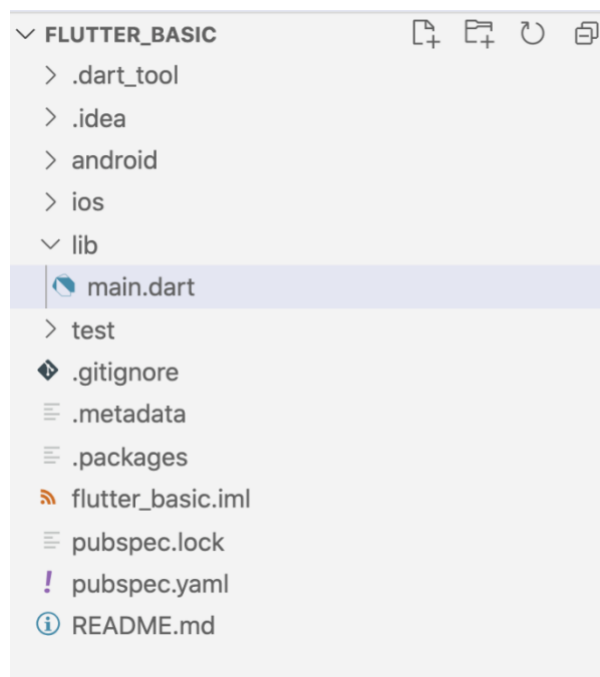 FLUTTER_BASIC
.dart_tool
.idea
android
ios
lib
main.dart
test
.gitignore
.metadata
.packages
flutter_basic.iml
pubspec.lock
pubspec.yaml
README.md